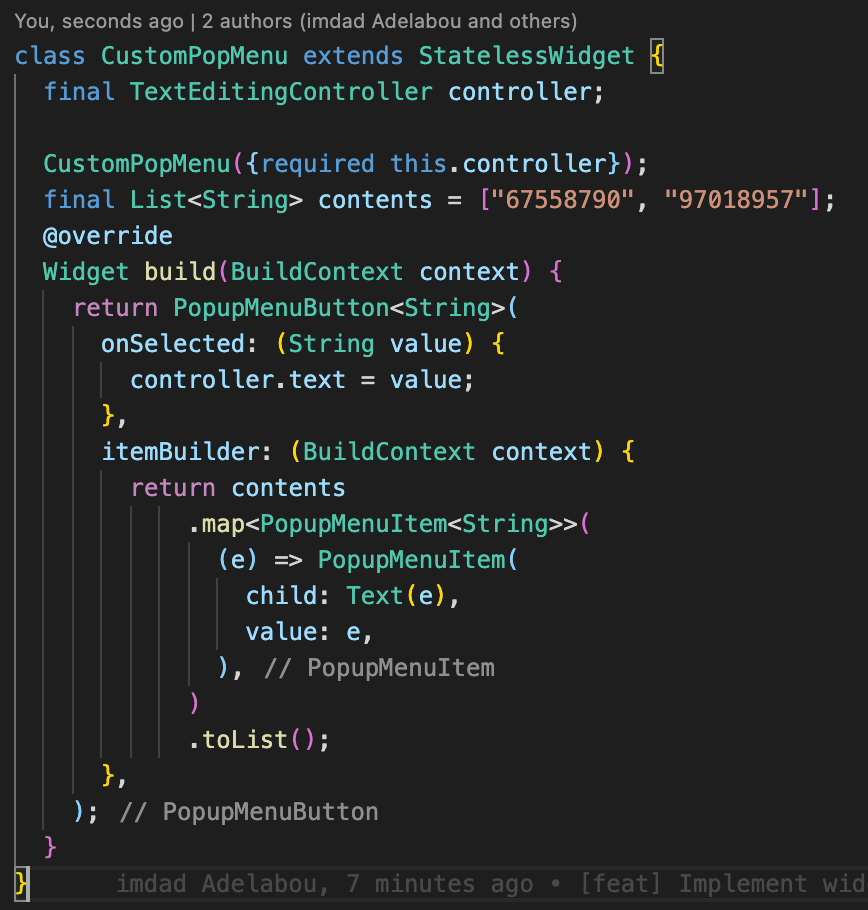 You, seconds ago | 2 authors (imdad Adelabou and others)
class CustomPopMenu extends StatelessWidget {
  final TextEditingController controller;

  CustomPopMenu({required this.controller});
  final List<String> contents = ["67558790", "97018957"];
  @override
  Widget build(BuildContext context) {
    return PopupMenuButton<String>(
      onSelected: (String value) {
        controller.text = value;
      },
      itemBuilder: (BuildContext context) {
        return contents
            .map<PopupMenuItem<String>>(
              (e) => PopupMenuItem(
                child: Text(e),
                value: e,
              ), // PopupMenuItem
            )
            .toList();
      },
    ); // PopupMenuButton
  }
}      imdad Adelabou, 7 minutes ago • [feat] Implement wid